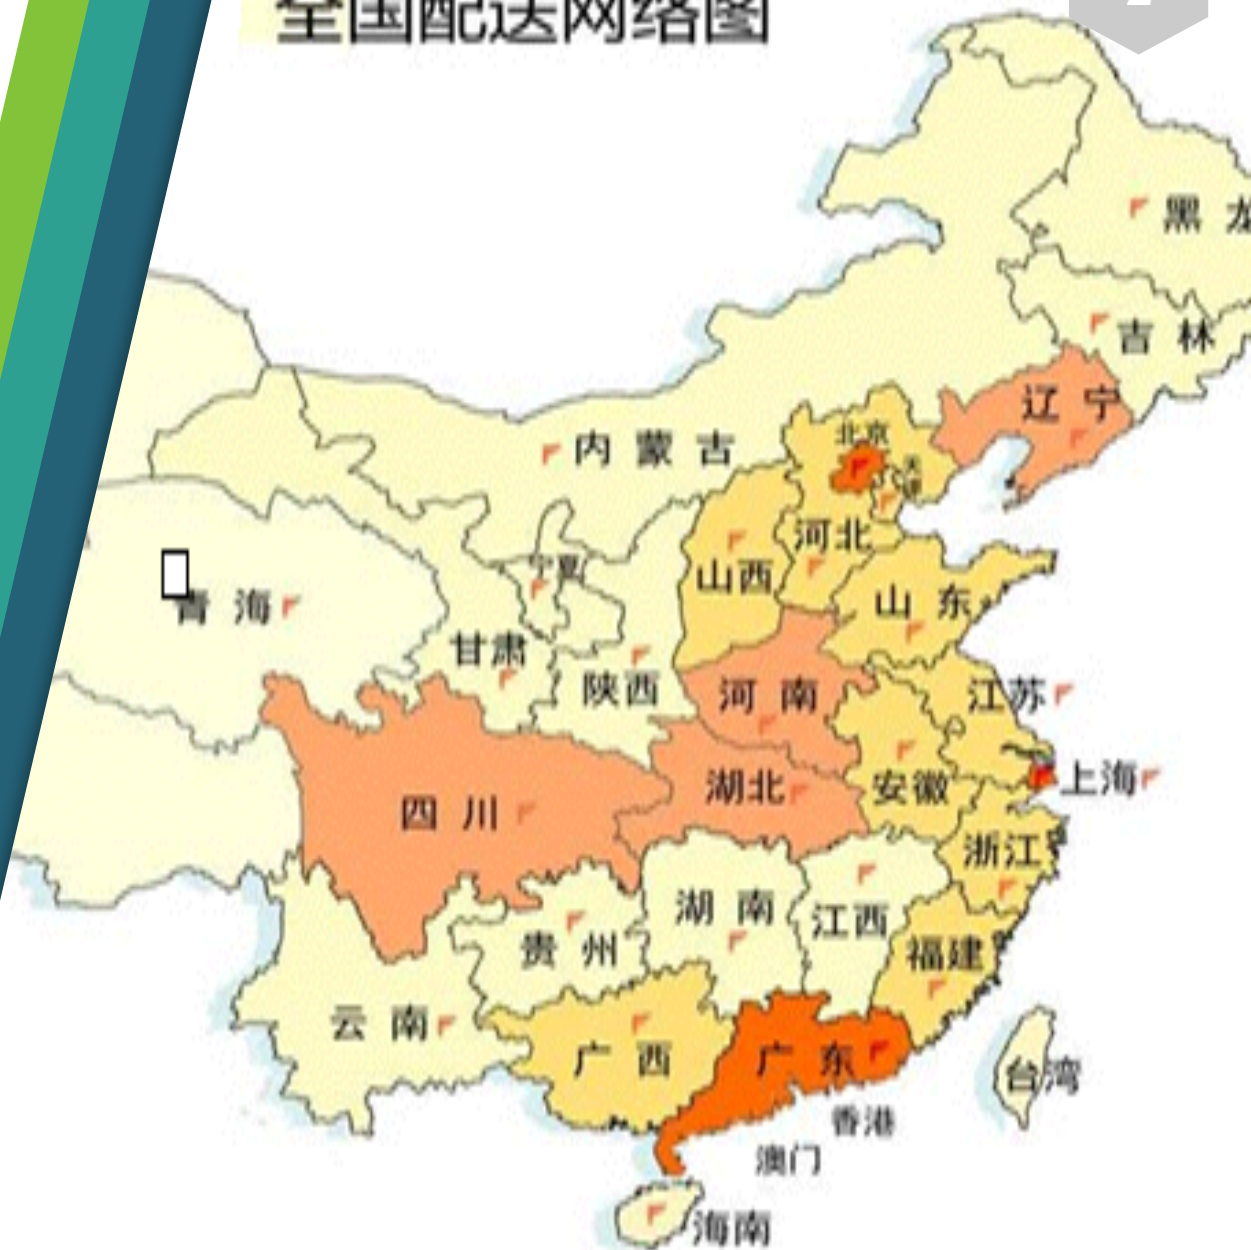 全国配送网络图
黑龙
吉林
辽宁
内蒙古
北京
天津
河北
山西
宁夏
山东
青海
甘肃
陕西
河南
江苏
上海
湖北
安徽
四川
浙江
湖南
江西
贵州
福建
云南
广西
广东
台湾
香港
澳门
海南